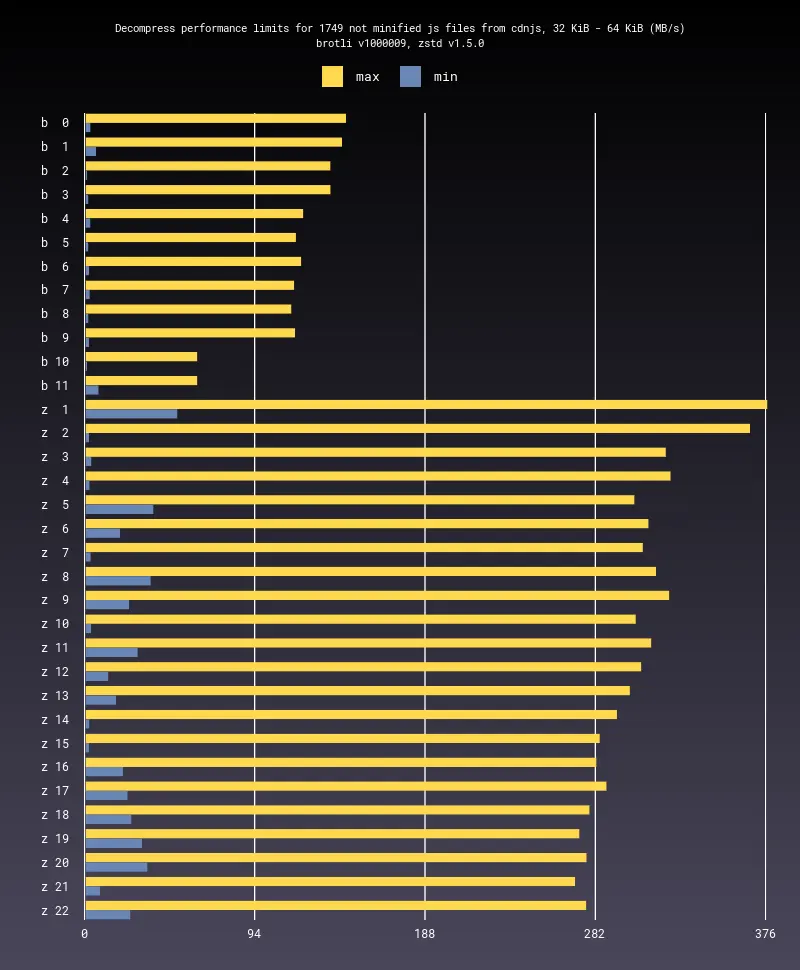 Decompress performance limits for 1749 not minified js files from cdnjs, 32 KiB - 64 KiB (MB/s)
brotli v1000009, zstd v1.5.0
max min
b 0
b 1
b 2
b 3
b 4
b 5
b 6
b 7
b 8
b 9
b 10
b 11
z 1
z 2
z 3
z 4
z 5
z 6
z 7
z 8
z 9
z 10
z 11
z 12
z 13
z 14
z 15
z 16
z 17
z 18
z 19
z 20
z 21
z 22
0 94 188 282 376